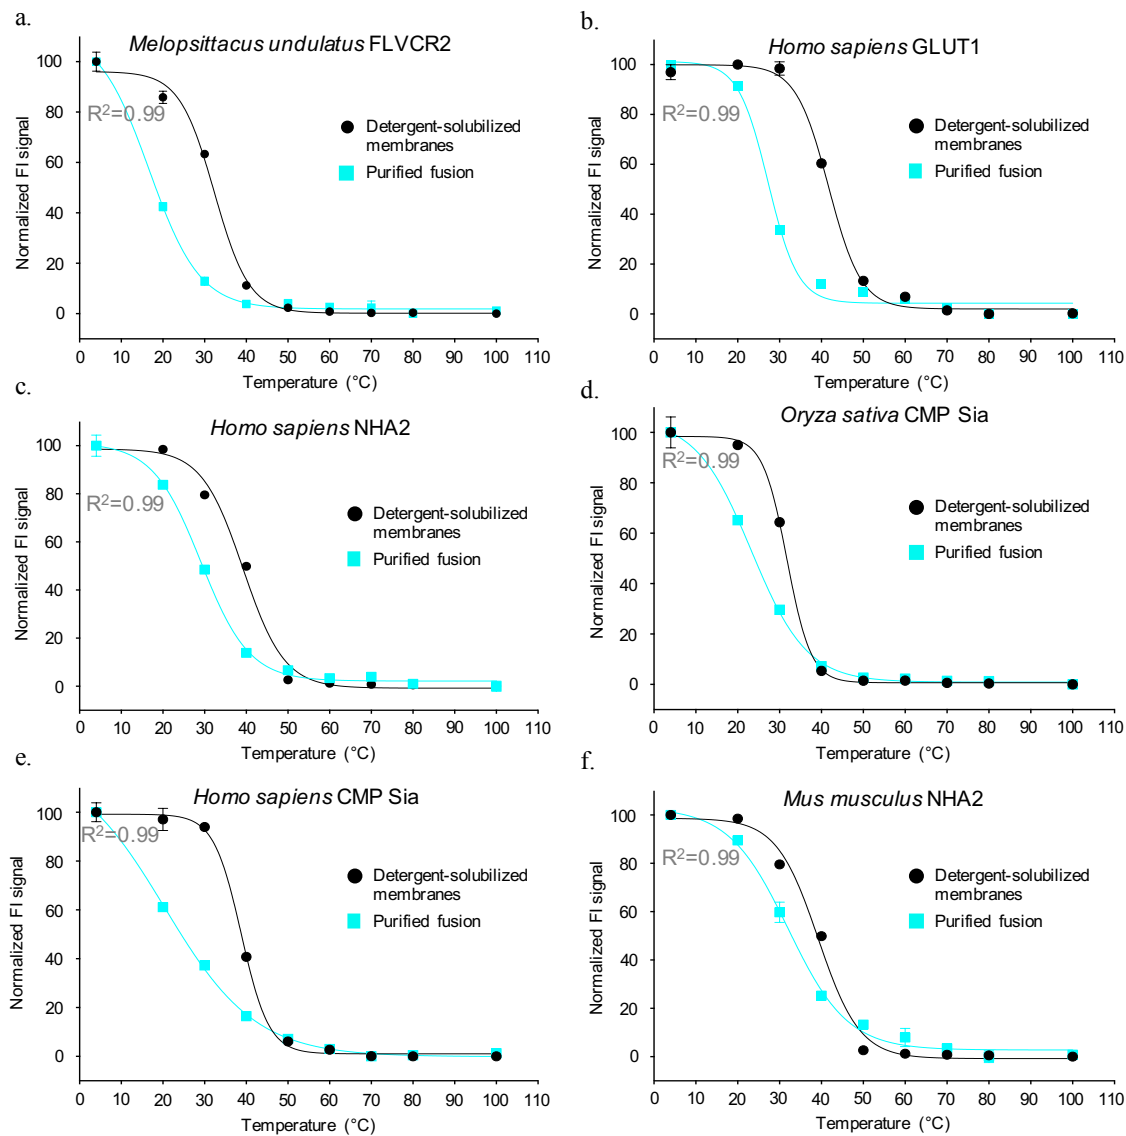 a.
Melopsittacus undulatus FLVCR2
100
80
60
40
20
0
Normalized FI signal
R²=0.99
Detergent-solubilized
membranes
Purified fusion
0 10 20 30 40 50 60 70 80 90 100 110
Temperature (°C)
b.
Homo sapiens GLUT1
100
80
60
40
20
0
Normalized FI signal
R²=0.99
Detergent-solubilized
membranes
Purified fusion
0 10 20 30 40 50 60 70 80 90 100 110
Temperature (°C)
c.
Homo sapiens NHA2
100
80
60
40
20
0
Normalized FI signal
R²=0.99
Detergent-solubilized
membranes
Purified fusion
0 10 20 30 40 50 60 70 80 90 100 110
Temperature (°C)
d.
Oryza sativa CMP Sia
100
80
60
40
20
0
Normalized FI signal
R²=0.99
Detergent-solubilized
membranes
Purified fusion
0 10 20 30 40 50 60 70 80 90 100 110
Temperature (°C)
e.
Homo sapiens CMP Sia
100
80
60
40
20
0
Normalized FI signal
R²=0.99
Detergent-solubilized
membranes
Purified fusion
0 10 20 30 40 50 60 70 80 90 100 110
Temperature (°C)
f.
Mus musculus NHA2
100
80
60
40
20
0
Normalized FI signal
R²=0.99
Detergent-solubilized
membranes
Purified fusion
0 10 20 30 40 50 60 70 80 90 100 110
Temperature (°C)